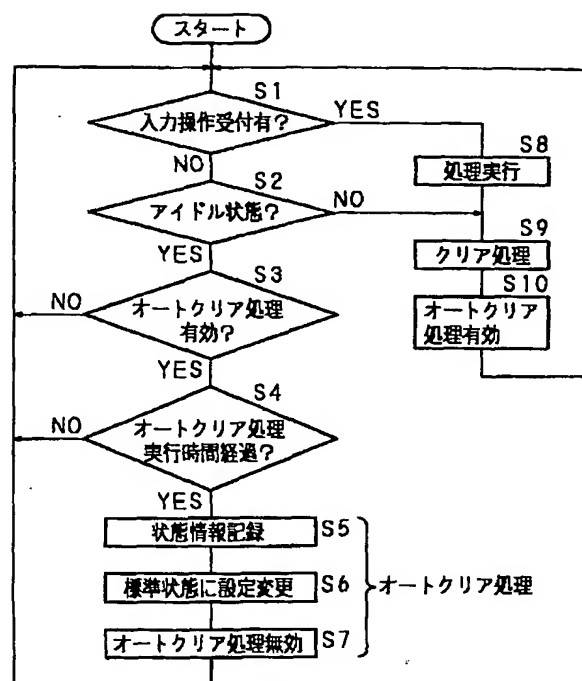 スタート
S1
入力操作受付有?
YES
NO
S8
処理実行
S2
アイドル状態?
NO
YES
S9
クリア処理
S3
オートクリア処理
有効?
NO
YES
S10
オートクリア
処理有効
S4
オートクリア処理
実行時間経過?
NO
YES
状態情報記録
S5
標準状態に設定変更
S6
オートクリア処理
オートクリア処理無効
S7